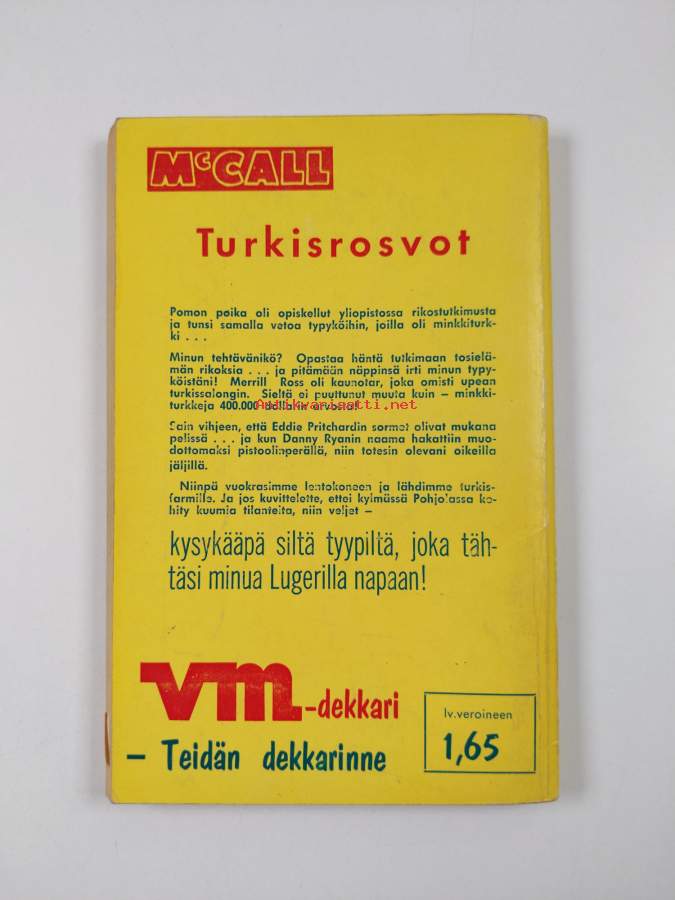 McCALL
Turkisrosvot
Pomon poika oli opiskellut yliopistossa rikostutkimusta
ja tunsi samalla vetoa typyköihin, joilla oli minkkiturk-
ki . . .
Minun tehtävänikö? Opastaa häntä tutkimaan tosielä-
män rikoksia . . . ja pitämään näppinsä irti minun typy-
köistäni! Merrill Ross oli kaunotar, joka omisti upean
turkissalongin. Sieltä ei puuttunut muuta kuin – minkki-
turkkeja 400.000 dollarin arvosta!
Antikvariaatti.net
Sain vihjeen, että Eddie Pritchardin sormet olivat mukana
pelissä . . . ja kun Danny Ryanin naama hakattiin muo-
dottomaksi pistoolinperällä, niin totesin olevani oikeilla
jäljillä.
Niinpä vuokrasimme lentokoneen ja lähdimme turkis-
farmille. Ja jos kuvittelette, ettei kylmässä Pohjolassa ke-
hity kuumia tilanteita, niin veljet –
kysykääpä siltä tyypiltä, joka täh-
täsi minua Lugerilla napaan!
VM-dekkari
– Teidän dekkarinne
lv.veroineen
1,65